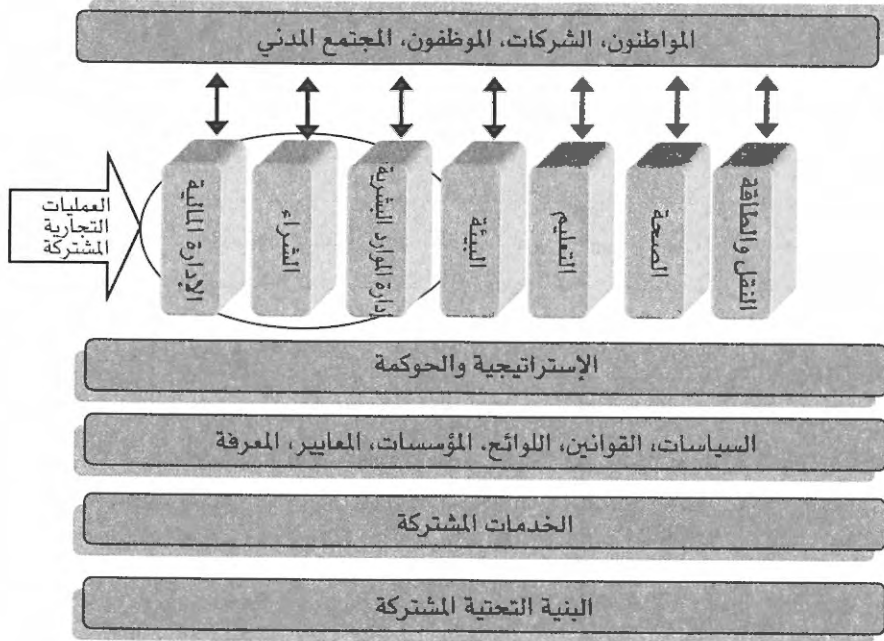 المواطنون، الشركات، الموظفون، المجتمع المدني
العمليات
التجارية
المشتركة
الإدارة المالية
الشراء
إدارة الموارد البشرية
البيئة
التعليم
الصحة
النقل والطاقة
الإستراتيجية والحوكمة
السياسات، القوانين، اللوائح. المؤسسات، المعايير، المعرفة
الخدمات المشتركة
البنية التحتية المشتركة